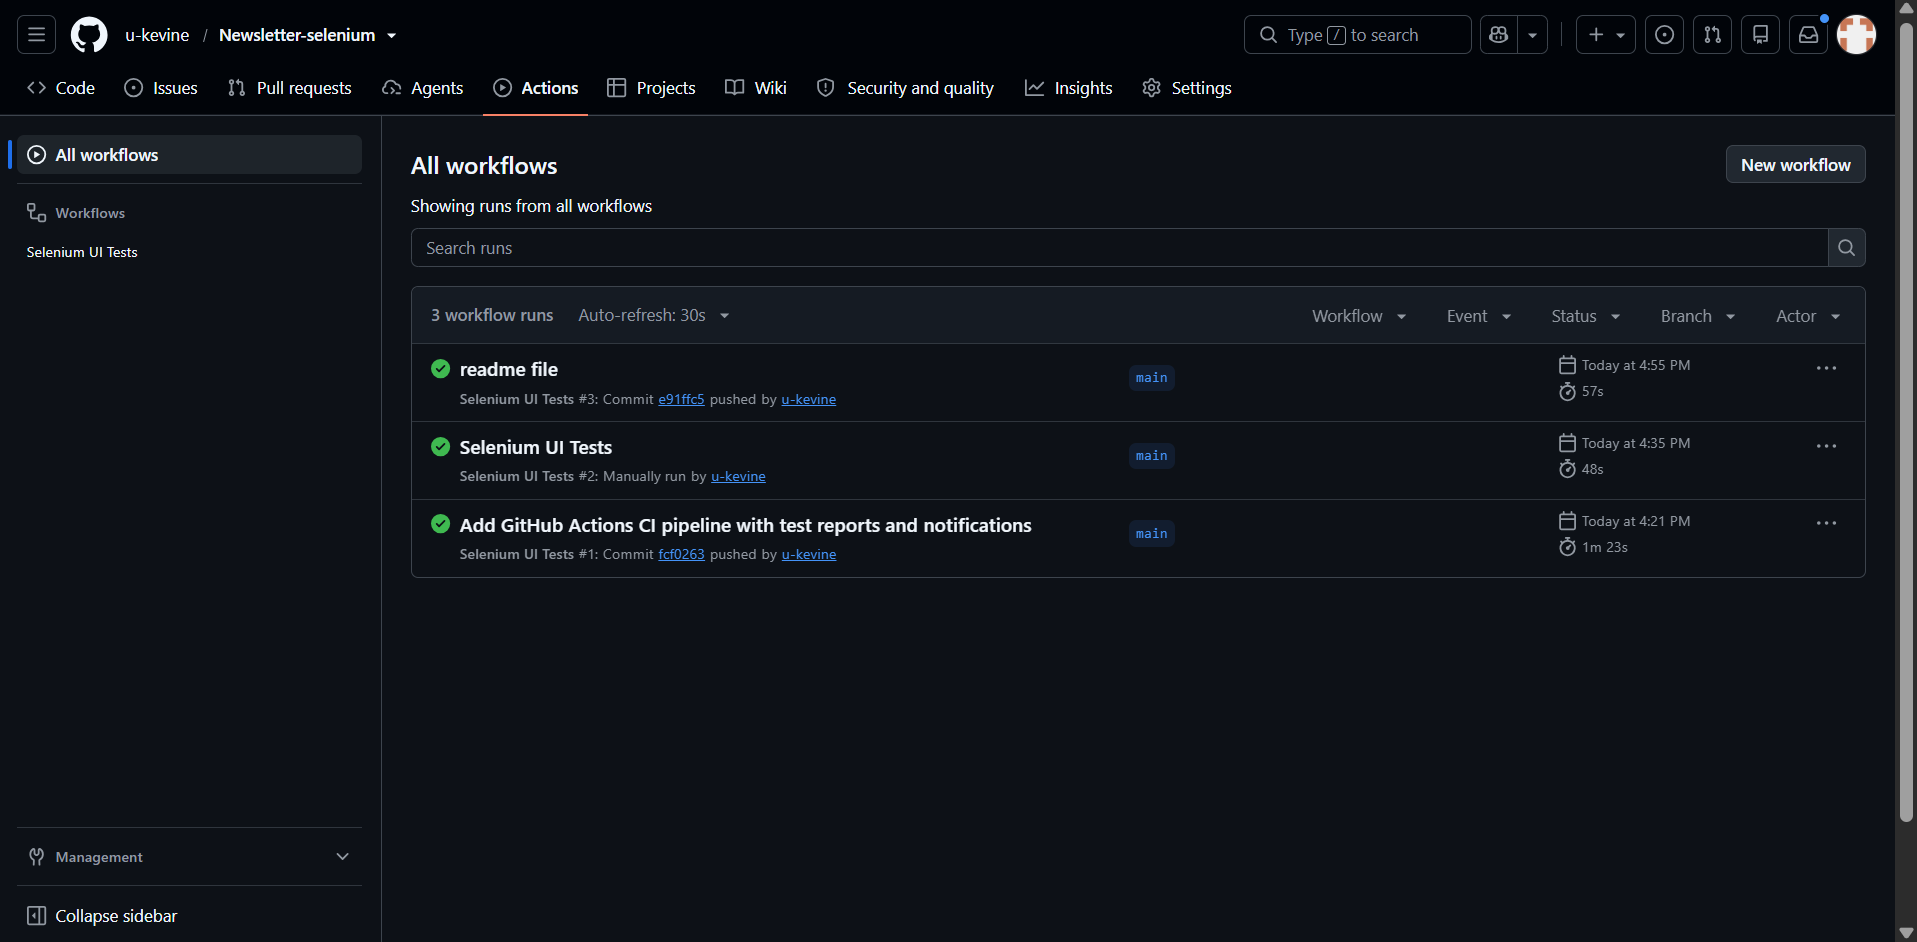 u-kevine / Newsletter-selenium
Type / to search
Code
Issues
Pull requests
Agents
Actions
Projects
Wiki
Security and quality
Insights
Settings
All workflows
Workflows
Selenium UI Tests
Management
Collapse sidebar
All workflows
New workflow
Showing runs from all workflows
Search runs
3 workflow runs
Auto-refresh: 30s
Workflow
Event
Status
Branch
Actor
readme file
Selenium UI Tests #3: Commit e91ffc5 pushed by u-kevine
main
Today at 4:55 PM
57s
Selenium UI Tests
Selenium UI Tests #2: Manually run by u-kevine
main
Today at 4:35 PM
48s
Add GitHub Actions CI pipeline with test reports and notifications
Selenium UI Tests #1: Commit fcf0263 pushed by u-kevine
main
Today at 4:21 PM
1m 23s